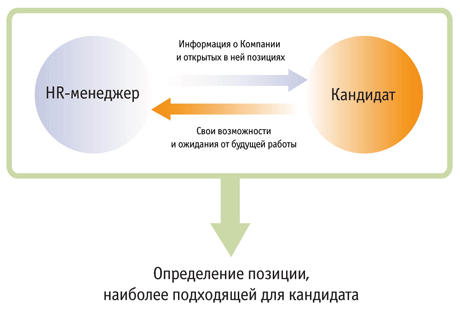 Информация о Компании
и открытых в ней позициях
HR-менеджер
Кандидат
Свои возможности
и ожидания от будущей работы
Определение позиции,
наиболее подходящей для кандидата